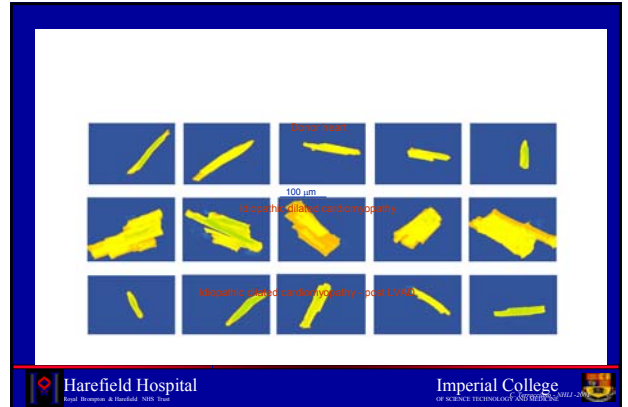 Donor heart
100 µm
Idiopathic dilated cardiomyopathy
Idiopathic dilated cardiomyopathy - post LVAD
Harefield Hospital
Royal Brompton & Harefield NHS Trust
Imperial College
OF SCIENCE TECHNOLOGY AND MEDICINE